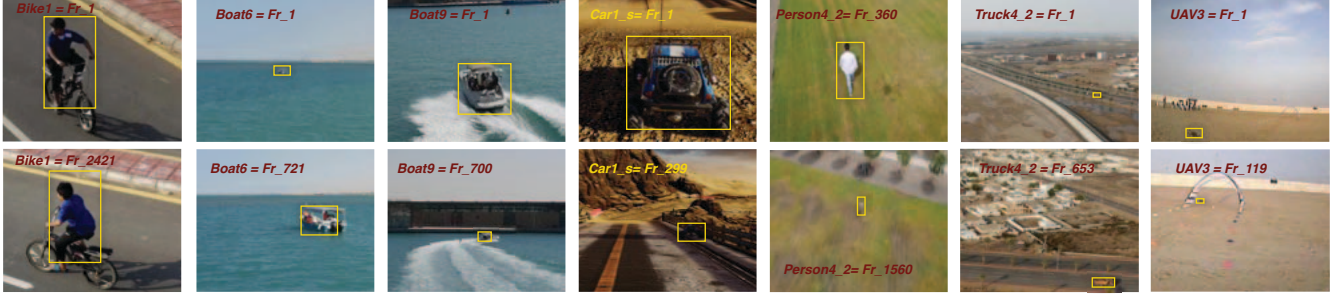 Bike1 = Fr_1
Boat6 = Fr_1
Boat9 = Fr_1
Car1_s = Fr_1
Person4_2= Fr_360
Truck4_2 = Fr_1
UAV3 = Fr_1
Bike1 = Fr_2421
Boat6 = Fr_721
Boat9 = Fr_700
Car1_s= Fr_299
Person4_2= Fr_1560
Truck4_2 = Fr_653
UAV3 = Fr_119